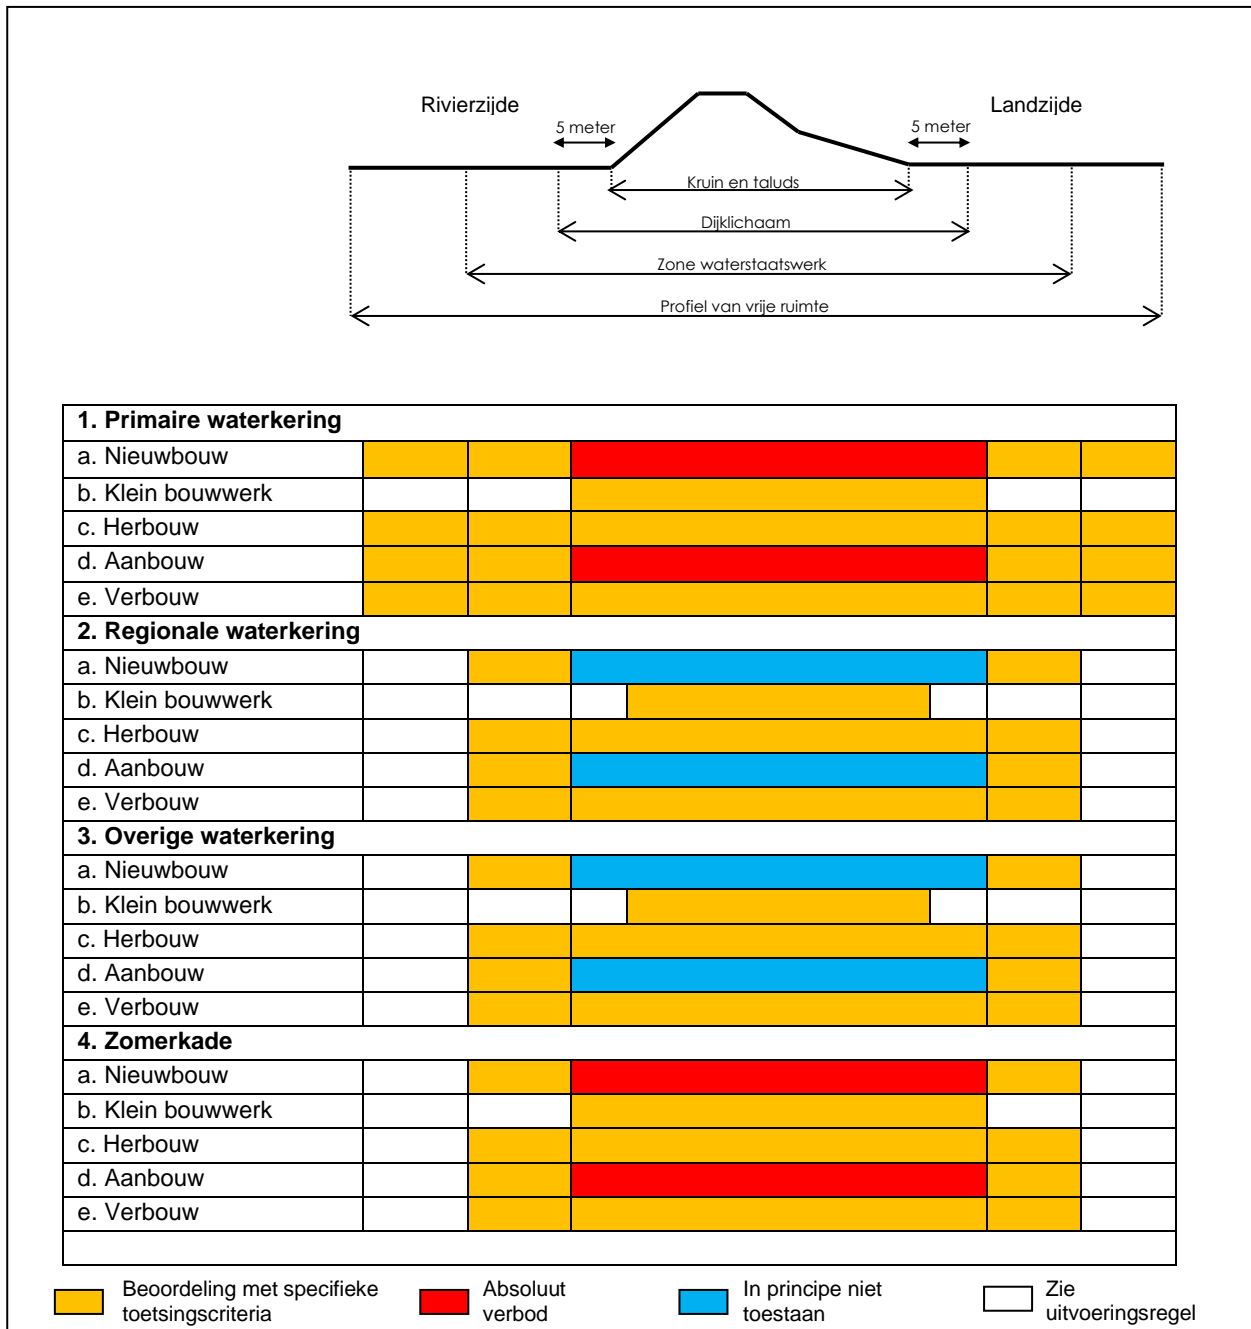 Rivierzijde
Landzijde
5 meter
5 meter
Kruin en taluds
Dijklichaam
Zone waterstaatswerk
Profiel van vrije ruimte
1. Primaire waterkering
a. Nieuwbouw
b. Klein bouwwerk
c. Herbouw
d. Aanbouw
e. Verbouw
2. Regionale waterkering
a. Nieuwbouw
b. Klein bouwwerk
c. Herbouw
d. Aanbouw
e. Verbouw
3. Overige waterkering
a. Nieuwbouw
b. Klein bouwwerk
c. Herbouw
d. Aanbouw
e. Verbouw
4. Zomerkade
a. Nieuwbouw
b. Klein bouwwerk
c. Herbouw
d. Aanbouw
e. Verbouw
Beoordeling met specifieke
toetsingscriteria
Absoluut
verbod
In principe niet
toestaan
Zie
uitvoeringsregel